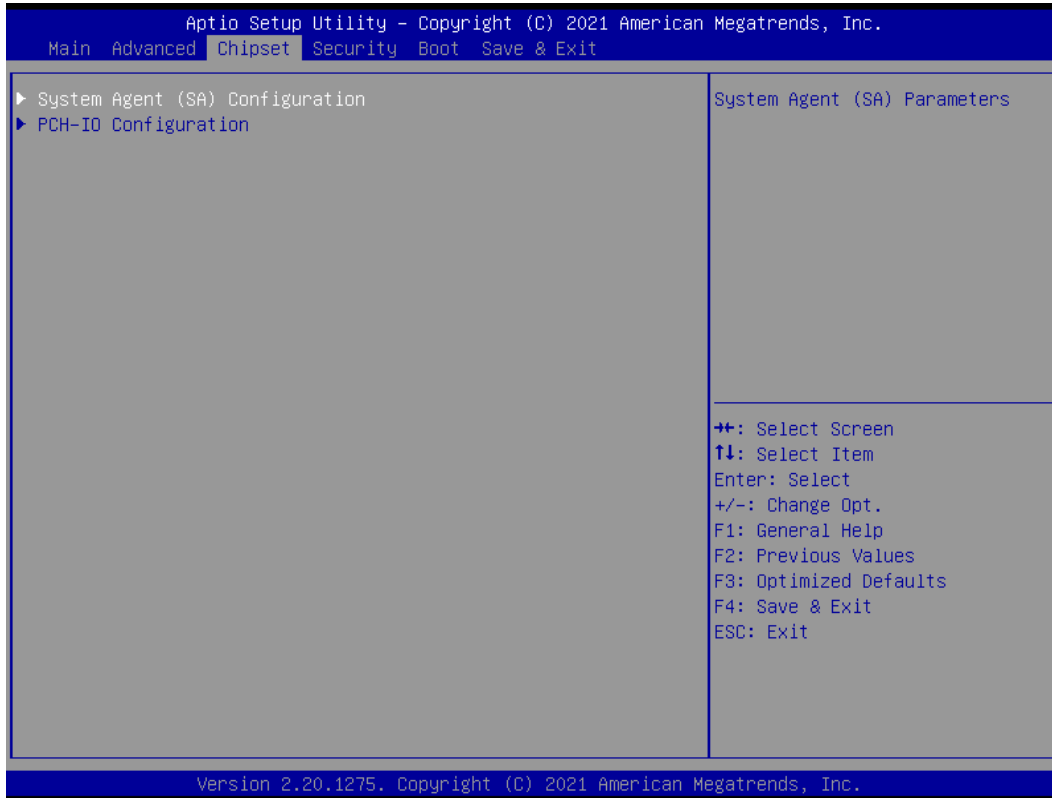 Aptio Setup Utility – Copyright (C) 2021 American Megatrends, Inc.
Main Advanced Chipset Security Boot Save & Exit
▶ System Agent (SA) Configuration
▶ PCH-IO Configuration
System Agent (SA) Parameters
→←: Select Screen
↑↓: Select Item
Enter: Select
+/-: Change Opt.
F1: General Help
F2: Previous Values
F3: Optimized Defaults
F4: Save & Exit
ESC: Exit
Version 2.20.1275. Copyright (C) 2021 American Megatrends, Inc.